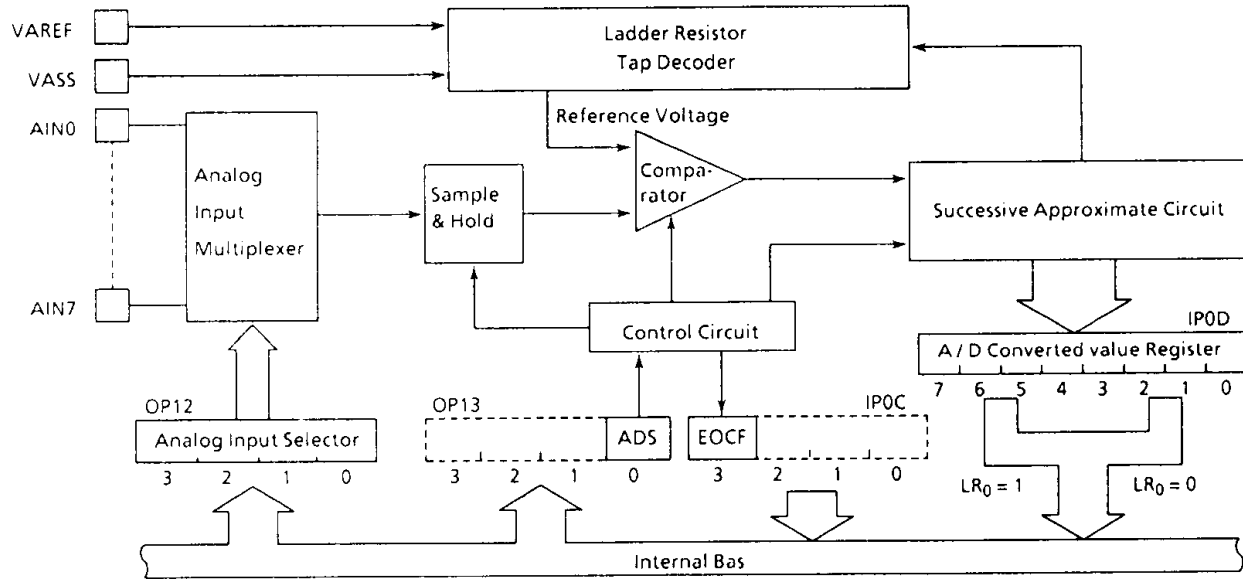 VAREF
VASS
Ladder Resistor
Tap Decoder
AIN0
Analog
Input
Multiplexer
AIN7
Reference Voltage
Sample
& Hold
Compa-
rator
Successive Approximate Circuit
Control Circuit
IP0D
A / D Converted value Register
7 6 5 4 3 2 1 0
OP12
Analog Input Selector
3 2 1 0
OP13
ADS
3 2 1 0
IP0C
EOCF
3 2 1 0
LR0 = 1
LR0 = 0
Internal Bas